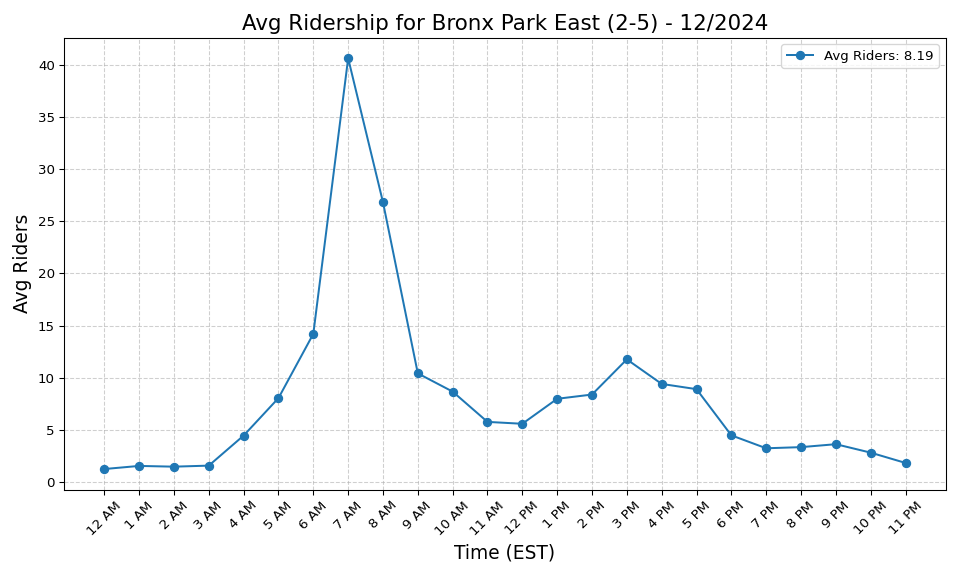 Avg Ridership for Bronx Park East (2-5) - 12/2024
Avg Riders: 8.19
Avg Riders
40
35
30
25
20
15
10
5
0
12 AM
1 AM
2 AM
3 AM
4 AM
5 AM
6 AM
7 AM
8 AM
9 AM
10 AM
11 AM
12 PM
1 PM
2 PM
3 PM
4 PM
5 PM
6 PM
7 PM
8 PM
9 PM
10 PM
11 PM
Time (EST)